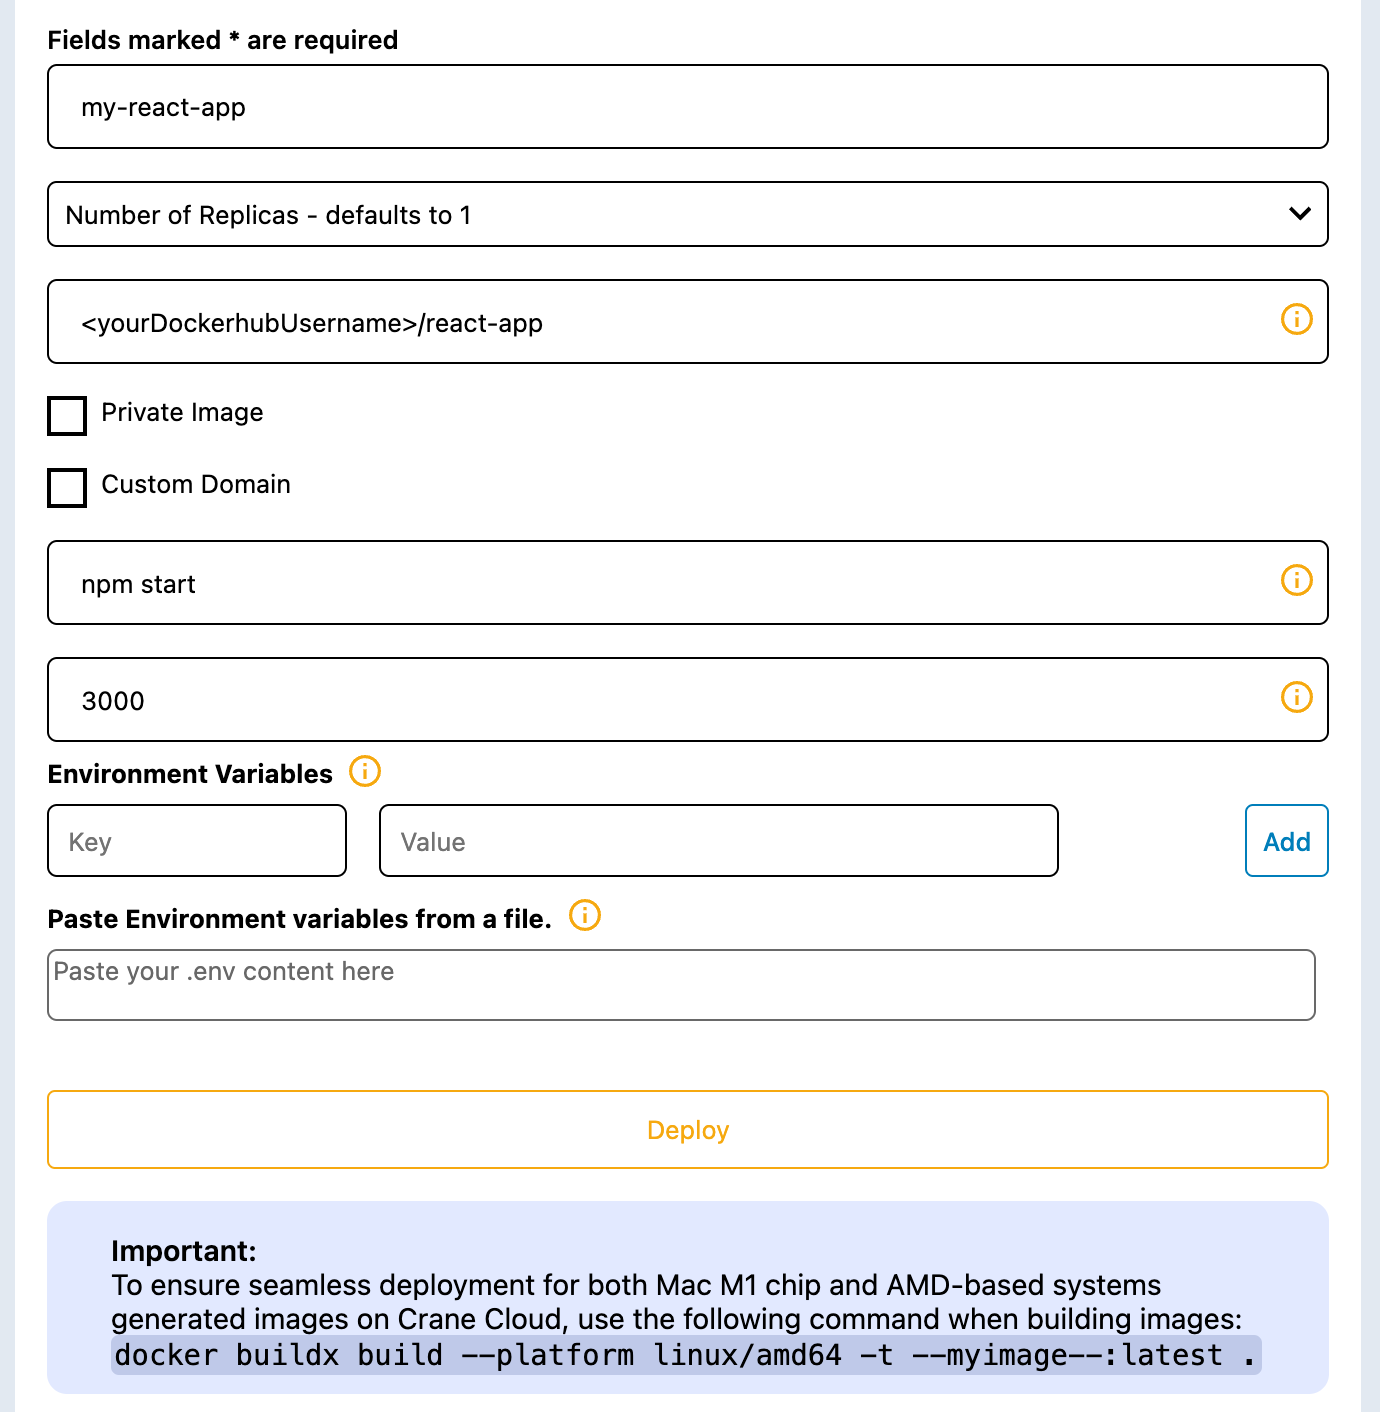 Fields marked * are required
my-react-app
Number of Replicas - defaults to 1
<yourDockerhubUsername>/react-app
Private Image
Custom Domain
npm start
3000
Environment Variables
Key
Value
Add
Paste Environment variables from a file.
Paste your .env content here
Deploy
Important:
To ensure seamless deployment for both Mac M1 chip and AMD-based systems
generated images on Crane Cloud, use the following command when building images:
docker buildx build --platform linux/amd64 -t --myimage--:latest .